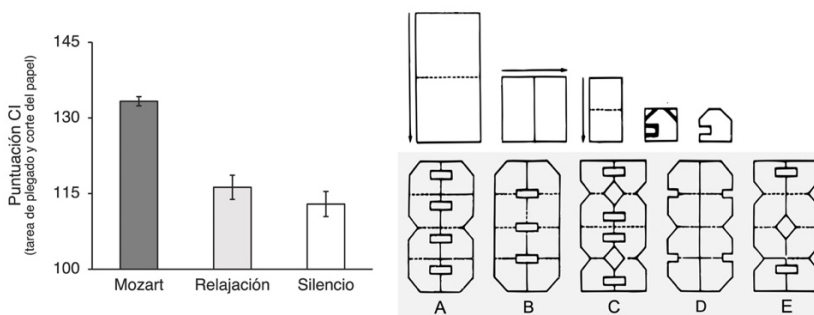 Puntuación CI
(tarea de plegado y corte del papel)
145
130
115
100
Mozart Relajación Silencio
A B C D E